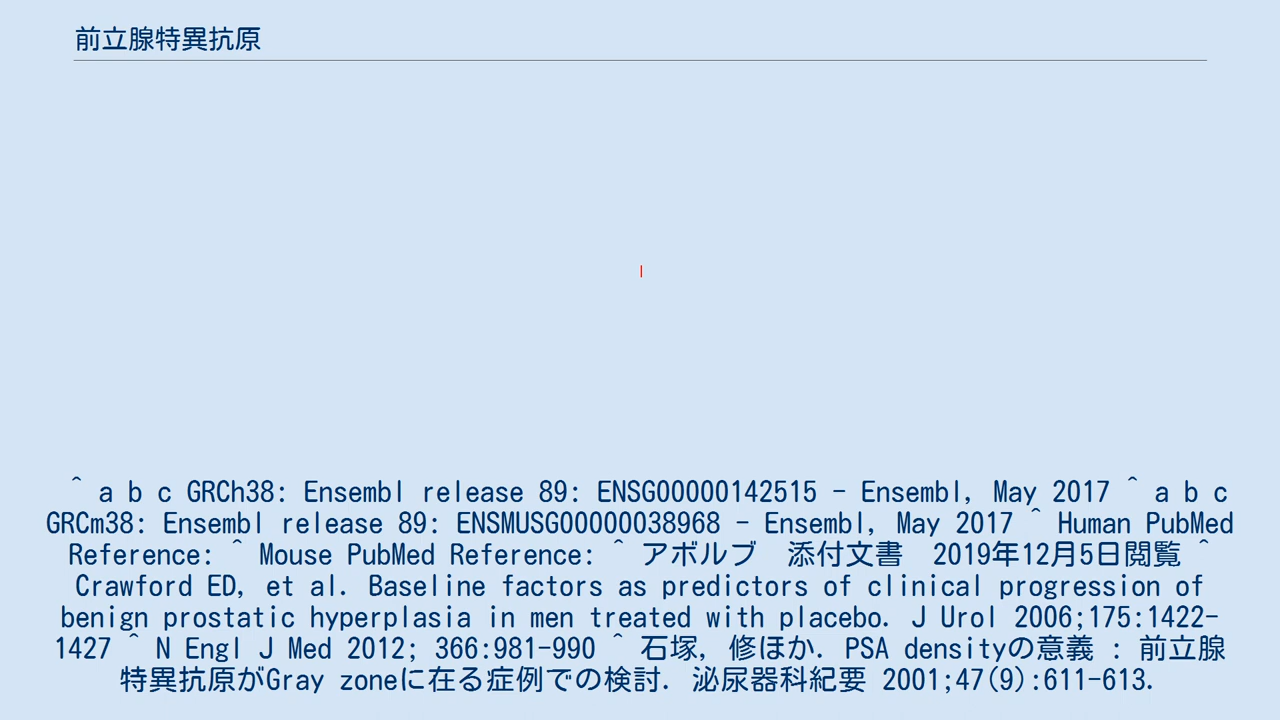 前立腺特異抗原
^ a b c GRCh38: Ensembl release 89: ENSG00000142515 - Ensembl, May 2017 ^ a b c
GRCm38: Ensembl release 89: ENSMUSG00000038968 - Ensembl, May 2017 ^ Human PubMed
Reference: ^ Mouse PubMed Reference: ^ アボルブ　添付文書　2019年12月5日閲覧 ^
Crawford ED, et al. Baseline factors as predictors of clinical progression of
benign prostatic hyperplasia in men treated with placebo. J Urol 2006;175:1422-
1427 ^ N Engl J Med 2012; 366:981-990 ^ 石塚, 修ほか. PSA densityの意義 : 前立腺
特異抗原がGray zoneに在る症例での検討. 泌尿器科紀要 2001;47(9):611-613.